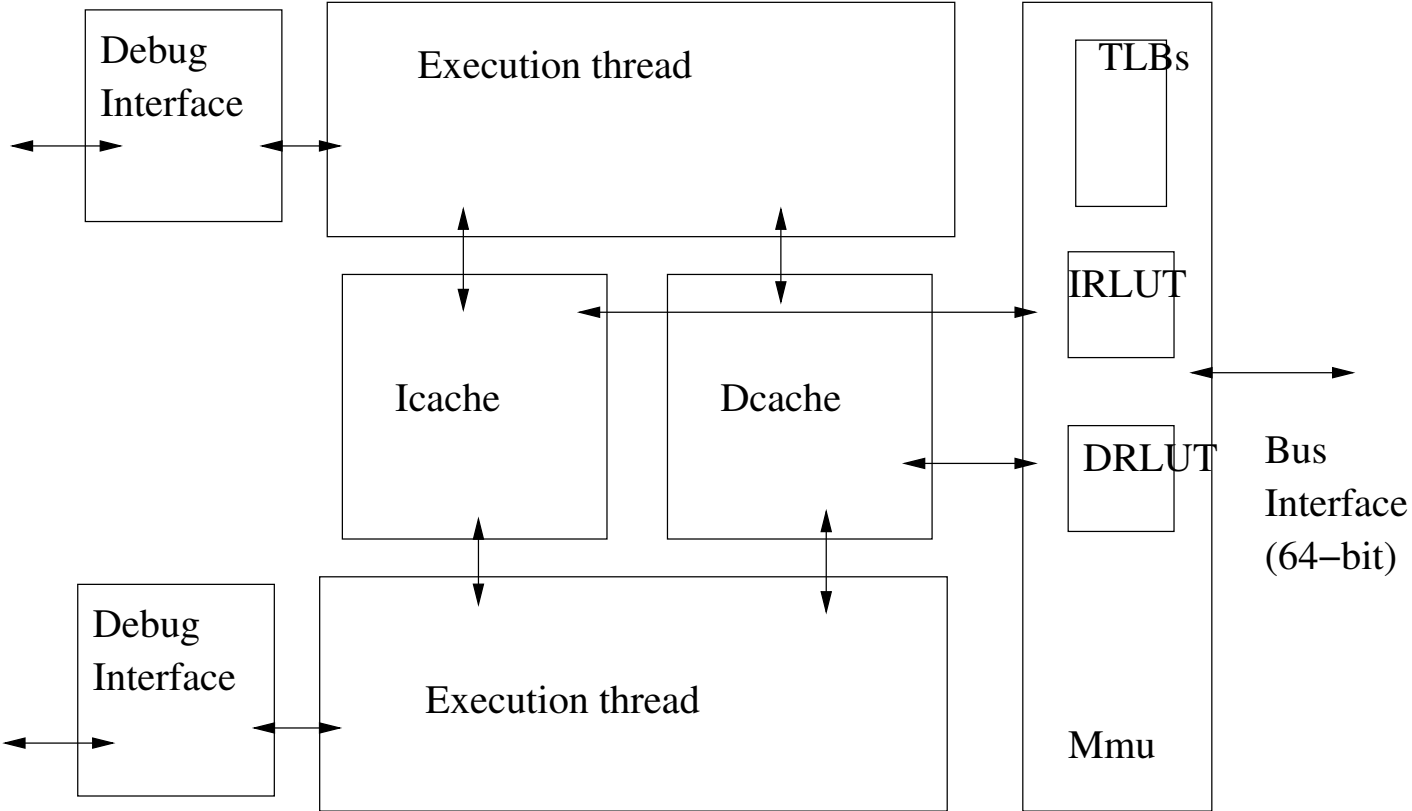 Debug
Interface
Execution thread
TLBs
IRLUT
Icache
Dcache
DRLUT
Bus
Interface
(64−bit)
Debug
Interface
Execution thread
Mmu